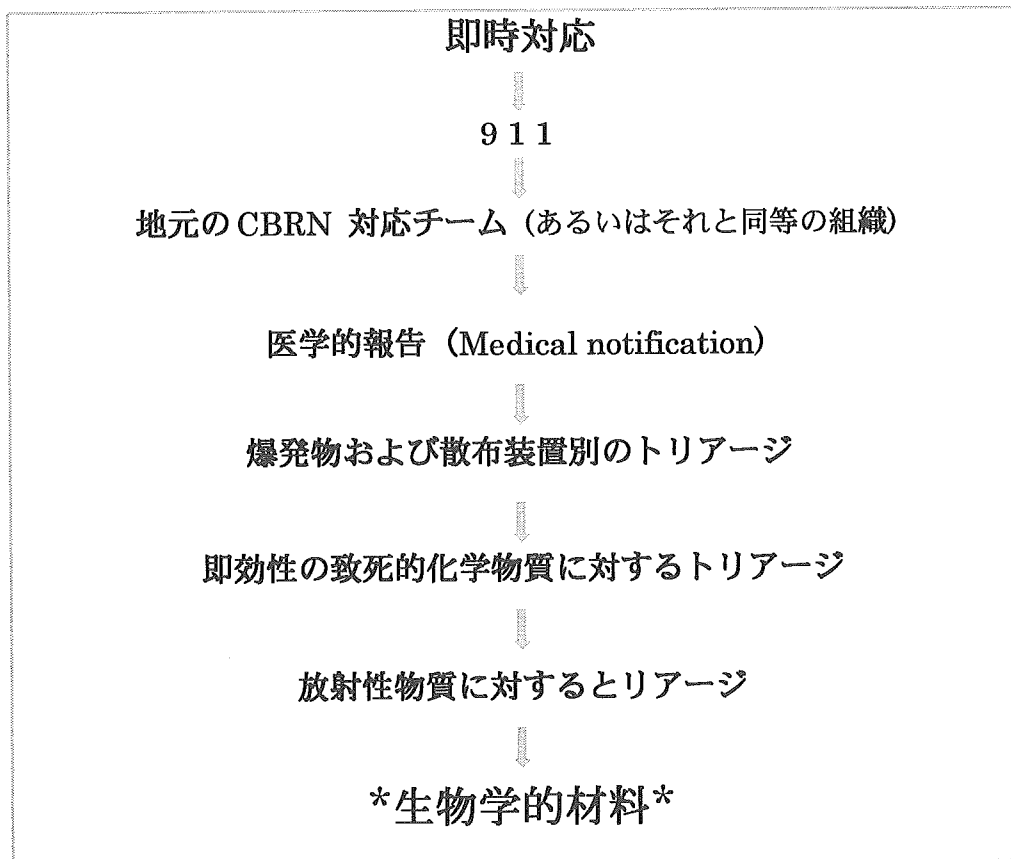 即時対応
911
地元のCBRN 対応チーム (あるいはそれと同等の組織)
医学的報告 (Medical notification)
爆発物および散布装置別のトリアージ
即効性の致死的化学物質に対するトリアージ
放射性物質に対するとリアージ
*生物学的材料*